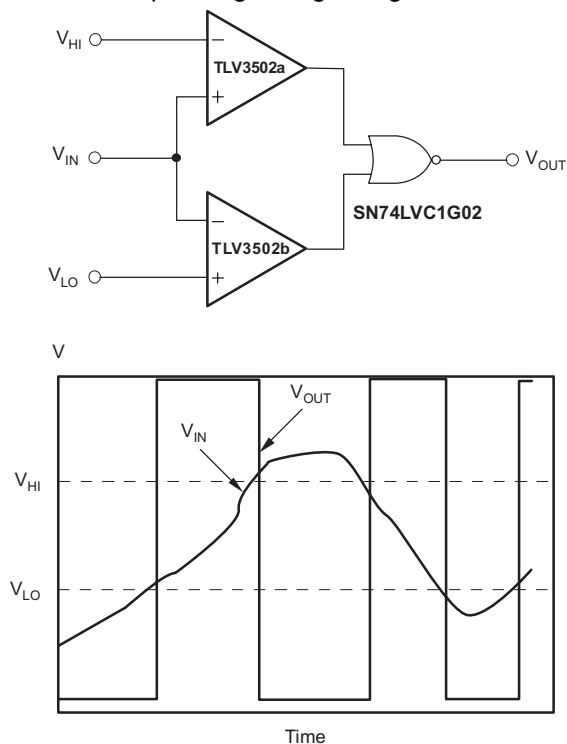 V_HI
−
TLV3502a
+
V_IN
V_OUT
SN74LVC1G02
−
TLV3502b
V_LO
+
V
V_OUT
V_IN
V_HI
V_LO
Time